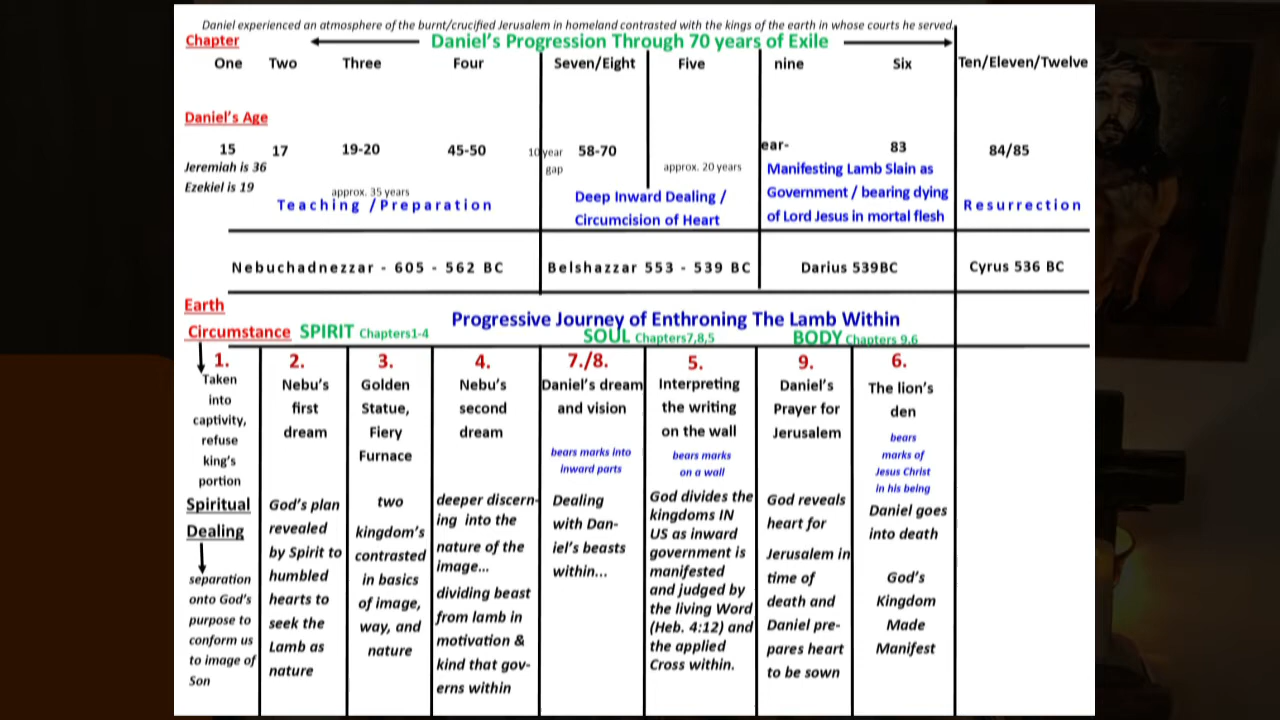 Daniel experienced an atmosphere of the burnt/crucified Jerusalem in homeland contrasted with the kings of the earth in whose courts he served.
Chapter
Daniel's Progression Through 70 years of Exile
One Two Three Four Seven/Eight Five nine Six Ten/Eleven/Twelve
Daniel's Age
15 17 19-20 45-50 10 year gap 58-70 approx. 20 years ear- 83 84/85
Jeremiah is 36
Ezekiel is 19
approx. 35 years
Teaching /Preparation
Deep Inward Dealing /
Circumcision of Heart
Manifesting Lamb Slain as
Government / bearing dying
of Lord Jesus in mortal flesh
Resurrection
Nebuchadnezzar - 605 - 562 BC
Belshazzar 553 - 539 BC
Darius 539BC
Cyrus 536 BC
Earth
Circumstance
Progressive Journey of Enthroning The Lamb Within
SPIRIT Chapters1-4
SOUL Chapters7,8,5
BODY Chapters 9,6
1.
Taken
into
captivity,
refuse
king's
portion
Spiritual
Dealing
separation
onto God's
purpose to
conform us
to image of
Son
2.
Nebu's
first
dream
God's plan
revealed
by Spirit to
humbled
hearts to
seek the
Lamb as
nature
3.
Golden
Statue,
Fiery
Furnace
two
kingdom's
contrasted
in basics
of image,
way, and
nature
4.
Nebu's
second
dream
deeper discern-
ing into the
nature of the
image...
dividing beast
from lamb in
motivation &
kind that gov-
erns within
7./8.
Daniel's dream
and vision
bears marks into
inward parts
Dealing
with Dan-
iel's beasts
within...
5.
Interpreting
the writing
on the wall
bears marks
on a wall
God divides the
kingdoms IN
US as inward
government is
manifested
and judged by
the living Word
(Heb. 4:12) and
the applied
Cross within.
9.
Daniel's
Prayer for
Jerusalem
God reveals
heart for
Jerusalem in
time of
death and
Daniel pre-
pares heart
to be sown
6.
The lion's
den
bears
marks of
Jesus Christ
in his being
Daniel goes
into death
God's
Kingdom
Made
Manifest